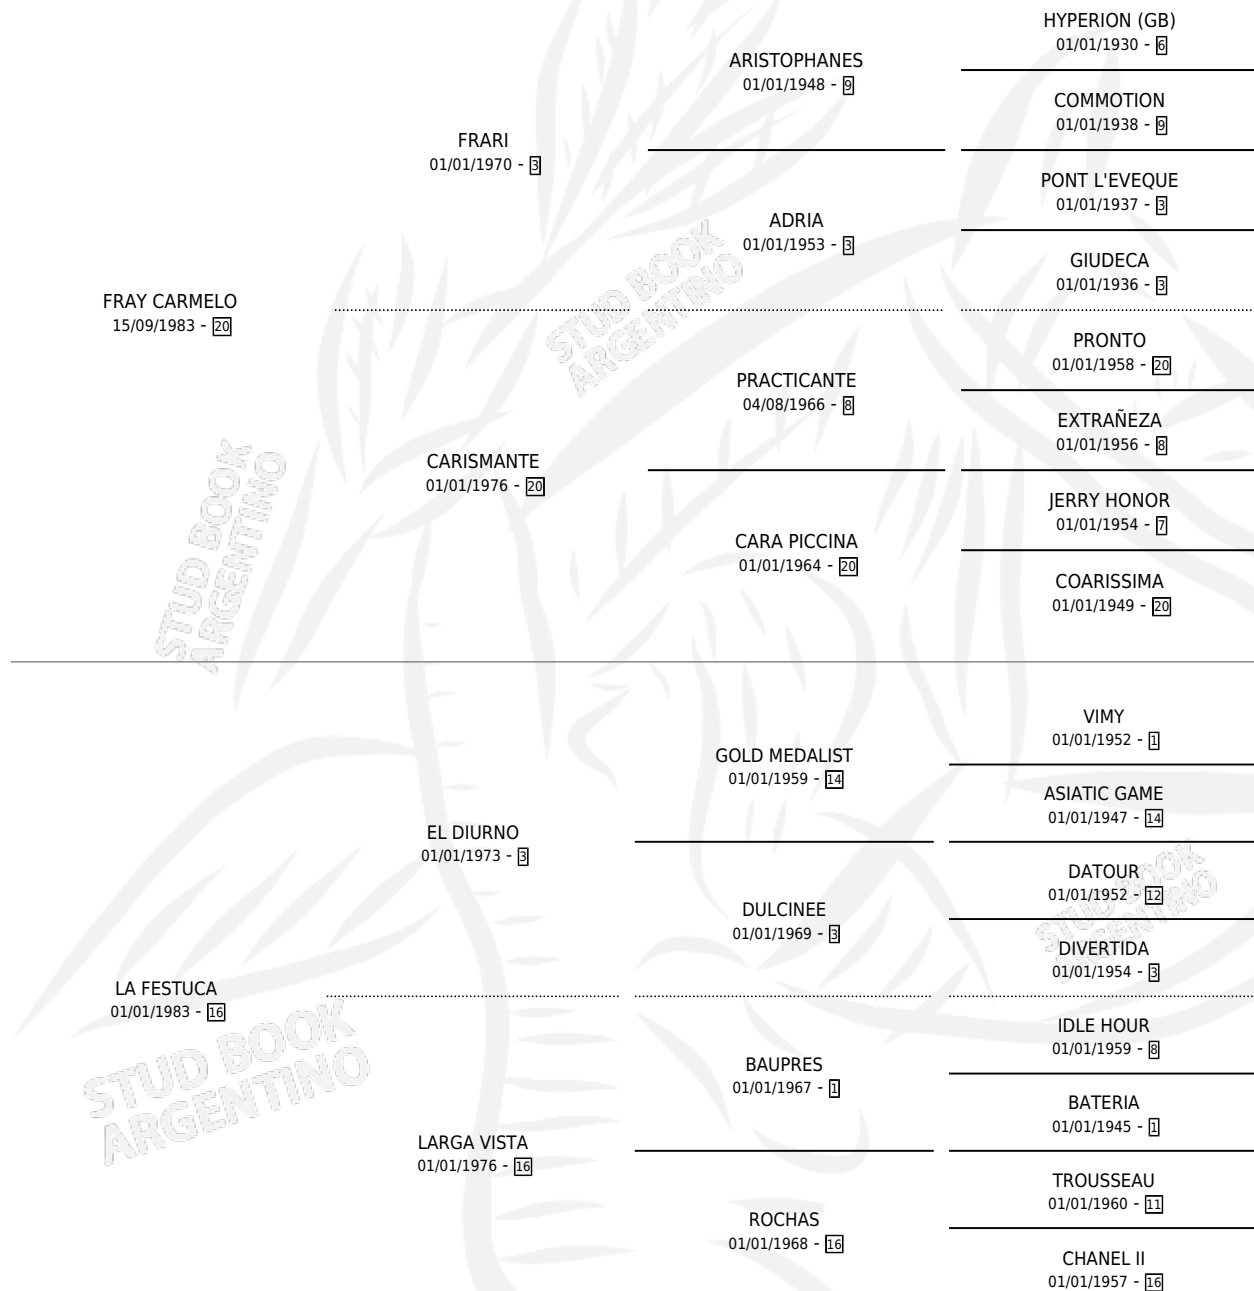 HYPERION (GB)
01/01/1930 - 6
ARISTOPHANES
01/01/1948 - 9
COMMOTION
01/01/1938 - 9
FRARI
01/01/1970 - 3
PONT L'EVEQUE
01/01/1937 - 3
ADRIA
01/01/1953 - 3
GIUDECA
01/01/1936 - 3
FRAY CARMELO
15/09/1983 - 20
PRONTO
01/01/1958 - 20
PRACTICANTE
04/08/1966 - 8
EXTRAÑEZA
01/01/1956 - 8
CARISMANTE
01/01/1976 - 20
JERRY HONOR
01/01/1954 - 7
CARA PICCINA
01/01/1964 - 20
COARISSIMA
01/01/1949 - 20
STUD BOOK
ARGENTINO
STUD BOOK
ARGENTINO
VIMY
01/01/1952 - 1
GOLD MEDALIST
01/01/1959 - 14
ASIATIC GAME
01/01/1947 - 14
EL DIURNO
01/01/1973 - 3
DATOUR
01/01/1952 - 12
DULCINEE
01/01/1969 - 3
DIVERTIDA
01/01/1954 - 3
LA FESTUCA
01/01/1983 - 16
IDLE HOUR
01/01/1959 - 8
BAUPRES
01/01/1967 - 1
BATERIA
01/01/1945 - 1
LARGA VISTA
01/01/1976 - 16
TROUSSEAU
01/01/1960 - 11
ROCHAS
01/01/1968 - 16
CHANEL II
01/01/1957 - 16
STUD BOOK
ARGENTINO
STUD BOOK
ARGENTINO